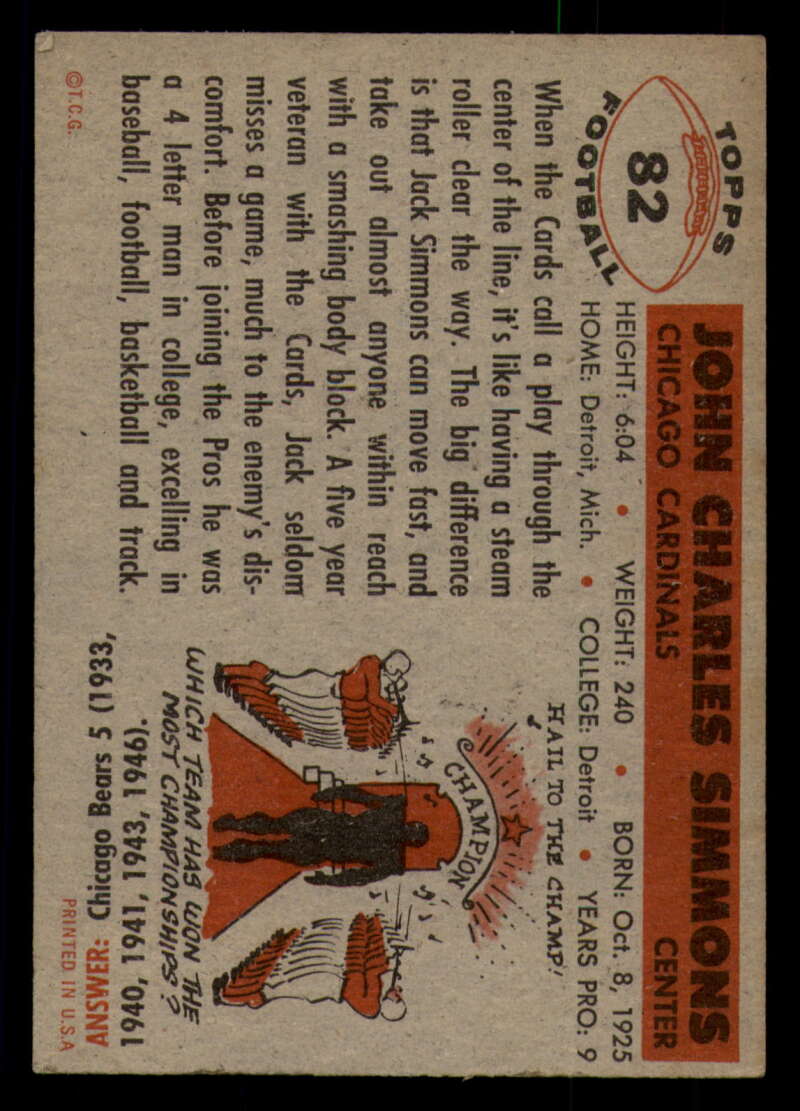 TOPPS
82
FOOTBALL
JOHN CHARLES SIMMONS
CHICAGO CARDINALS CENTER
HEIGHT: 6:04 • WEIGHT: 240 • BORN: Oct. 8, 1925
HOME: Detroit, Mich. • COLLEGE: Detroit • YEARS PRO: 9
When the Cards call a play through the
center of the line, it's like having a steam
roller clear the way. The big difference
is that Jack Simmons can move fast, and
take out almost anyone within reach
with a smashing body block. A five year
veteran with the Cards, Jack seldom
misses a game, much to the enemy's dis-
comfort. Before joining the Pros he was
a 4 letter man in college, excelling in
baseball, football, basketball and track.
©T.C.G.
HAIL TO THE CHAMP!
CHAMPION
WHICH TEAM HAS WON THE
MOST CHAMPIONSHIPS?
ANSWER: Chicago Bears 5 (1933,
1940, 1941, 1943, 1946).
PRINTED IN U.S.A